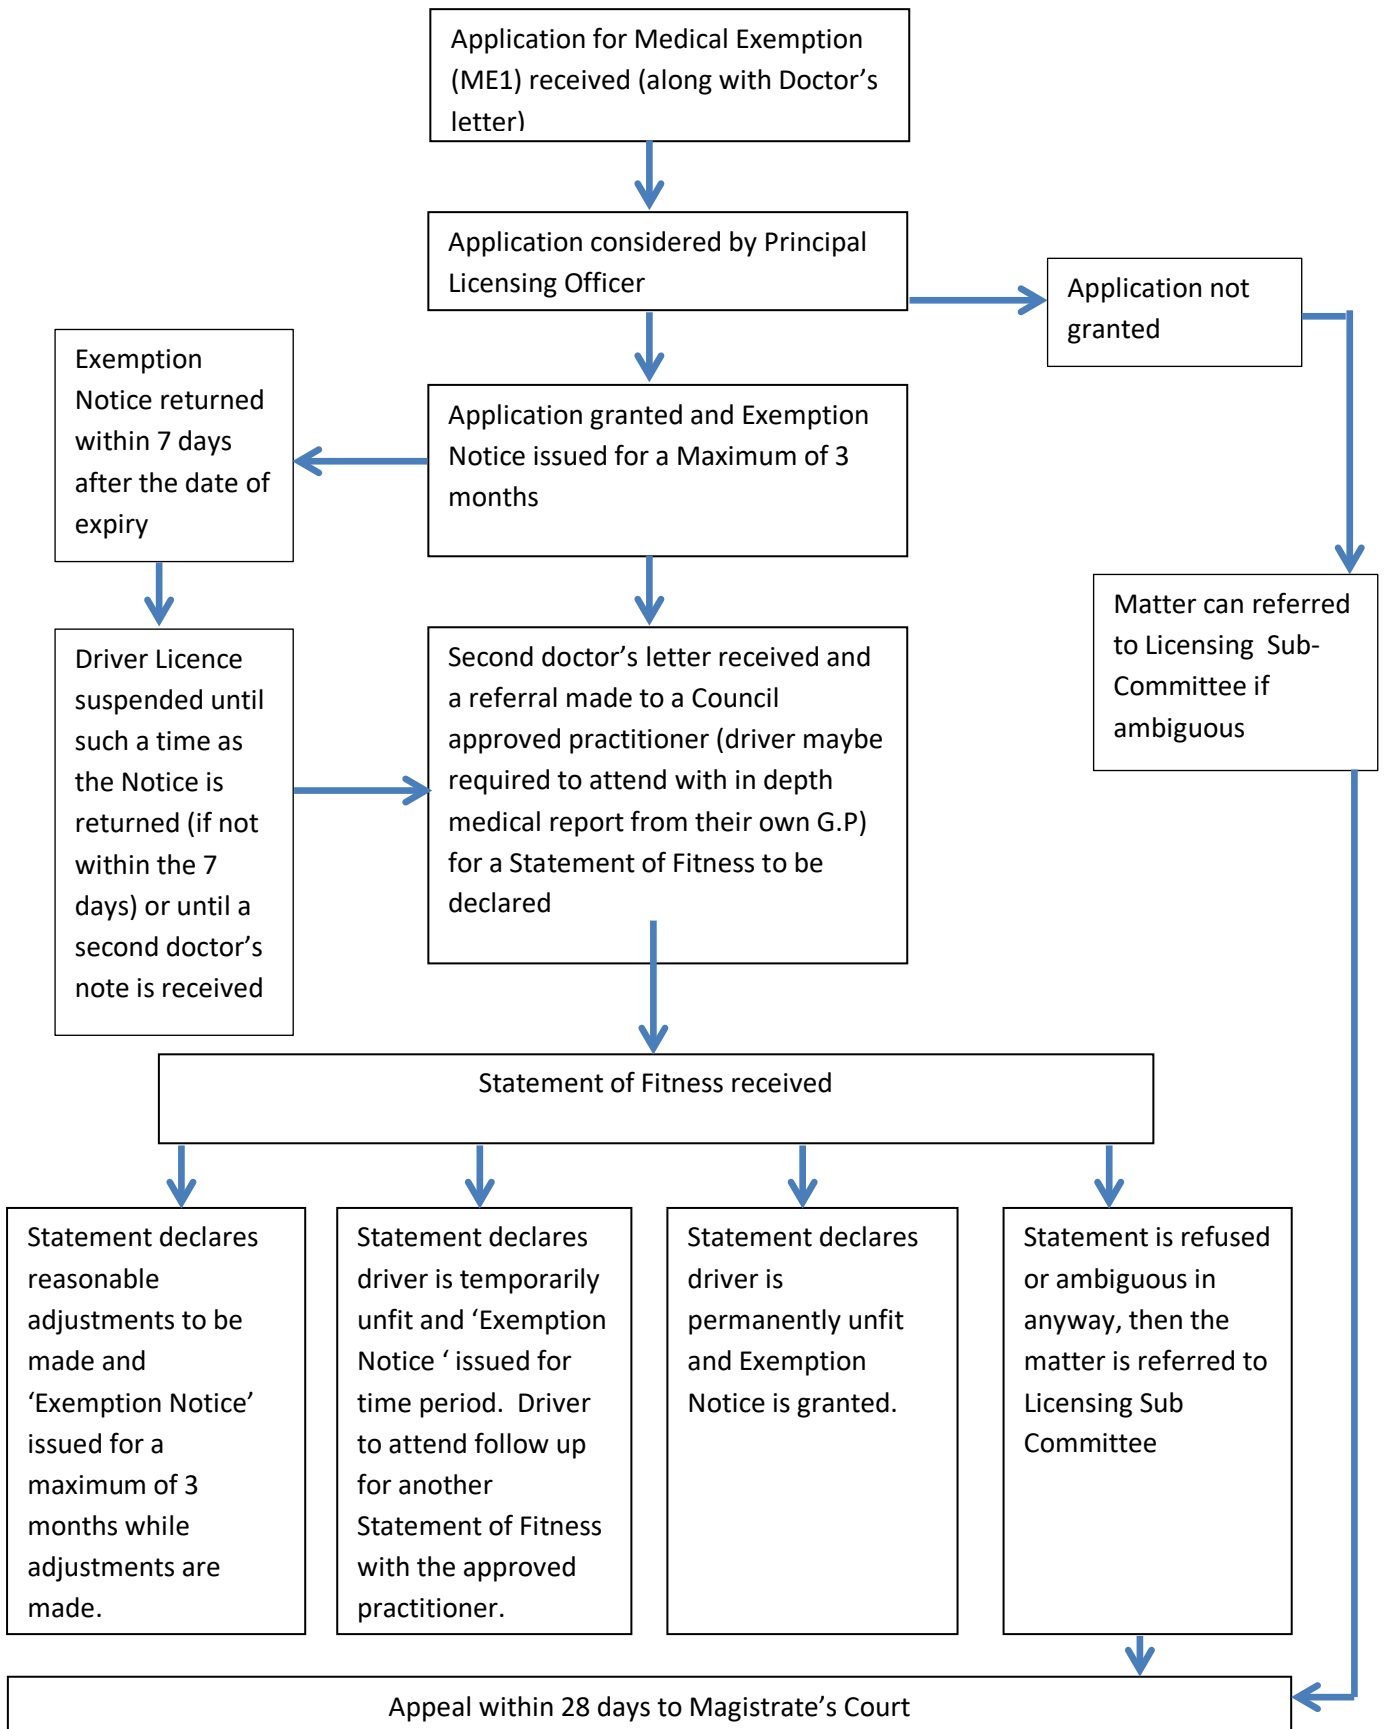 Application for Medical Exemption
(ME1) received (along with Doctor’s
letter)
Application considered by Principal
Licensing Officer
Application not
granted
Exemption
Notice returned
within 7 days
after the date of
expiry
Application granted and Exemption
Notice issued for a Maximum of 3
months
Matter can referred
to Licensing  Sub-
Committee if
ambiguous
Driver Licence
suspended until
such a time as
the Notice is
returned (if not
within the 7
days) or until a
second doctor’s
note is received
Second doctor’s letter received and
a referral made to a Council
approved practitioner (driver maybe
required to attend with in depth
medical report from their own G.P)
for a Statement of Fitness to be
declared
Statement of Fitness received
Statement declares
reasonable
adjustments to be
made and
‘Exemption Notice’
issued for a
maximum of 3
months while
adjustments are
made.
Statement declares
driver is temporarily
unfit and ‘Exemption
Notice ‘ issued for
time period.  Driver
to attend follow up
for another
Statement of Fitness
with the approved
practitioner.
Statement declares
driver is
permanently unfit
and Exemption
Notice is granted.
Statement is refused
or ambiguous in
anyway, then the
matter is referred to
Licensing Sub
Committee
Appeal within 28 days to Magistrate’s Court